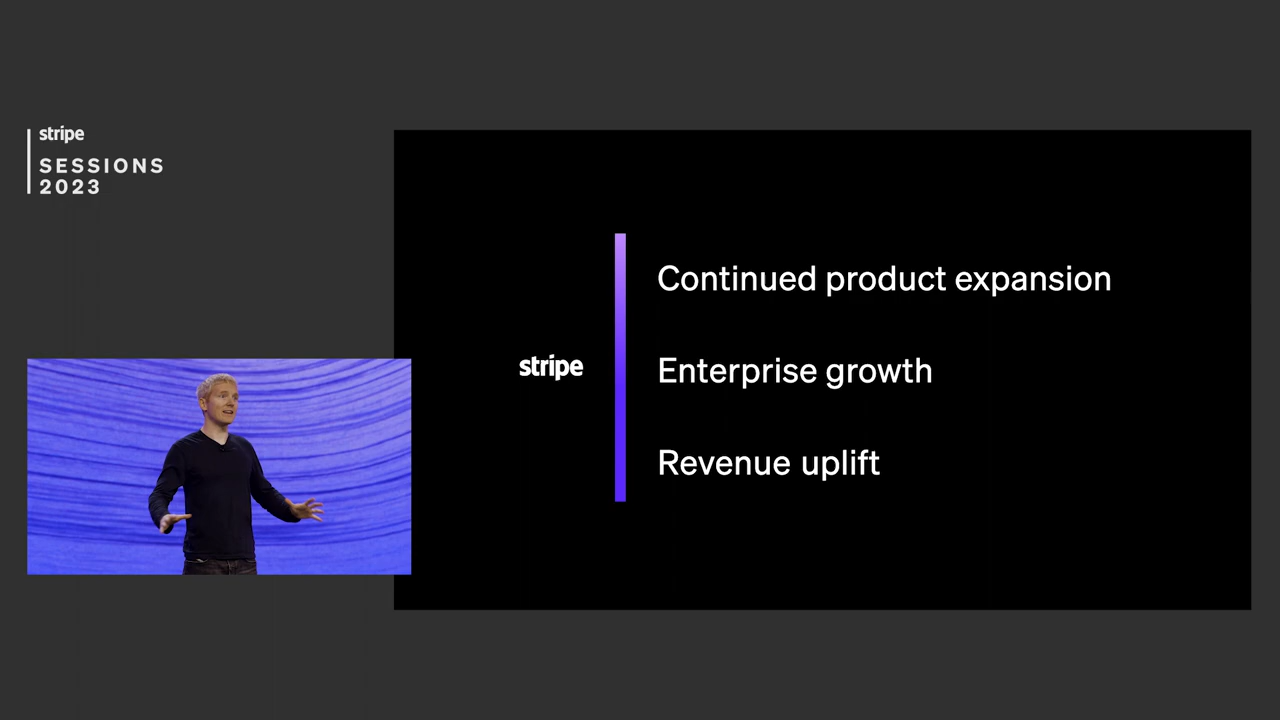 stripe
SESSIONS
2023
stripe
Continued product expansion
Enterprise growth
Revenue uplift